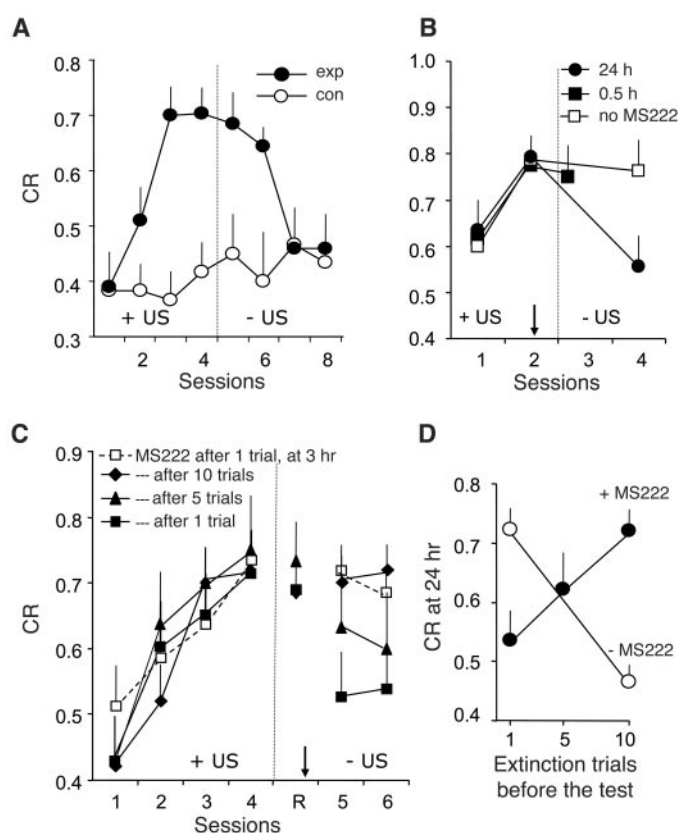 A
0.8
0.7
0.6
0.5
0.4
0.3
CR
exp
con
+ US
- US
2
4
6
8
Sessions
B
1.0
0.9
0.8
0.7
0.6
0.5
0.4
24 h
0.5 h
no MS222
+ US
- US
1
2
3
4
Sessions
C
0.9
0.8
0.7
0.6
0.5
0.4
CR
MS222 after 1 trial, at 3 hr
--- after 10 trials
--- after 5 trials
--- after 1 trial
+ US
- US
1
2
3
4
R
5
6
Sessions
D
0.8
0.7
0.6
0.5
0.4
CR at 24 hr
+ MS222
- MS222
1
5
10
Extinction trials
before the test